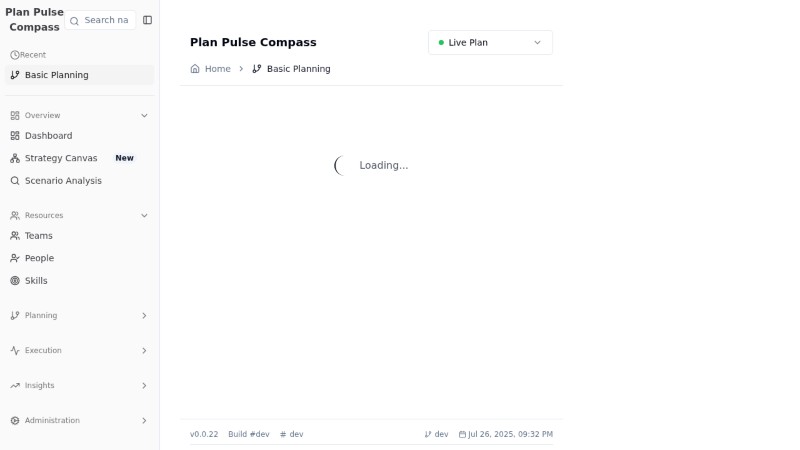 Plan Pulse
Compass
Search na
Recent
Basic Planning
Overview
Dashboard
Strategy Canvas New
Scenario Analysis
Resources
Teams
People
Skills
Planning
Execution
Insights
Administration
Plan Pulse Compass
Live Plan
Home Basic Planning
Loading...
v0.0.22 Build #dev # dev dev Jul 26, 2025, 09:32 PM